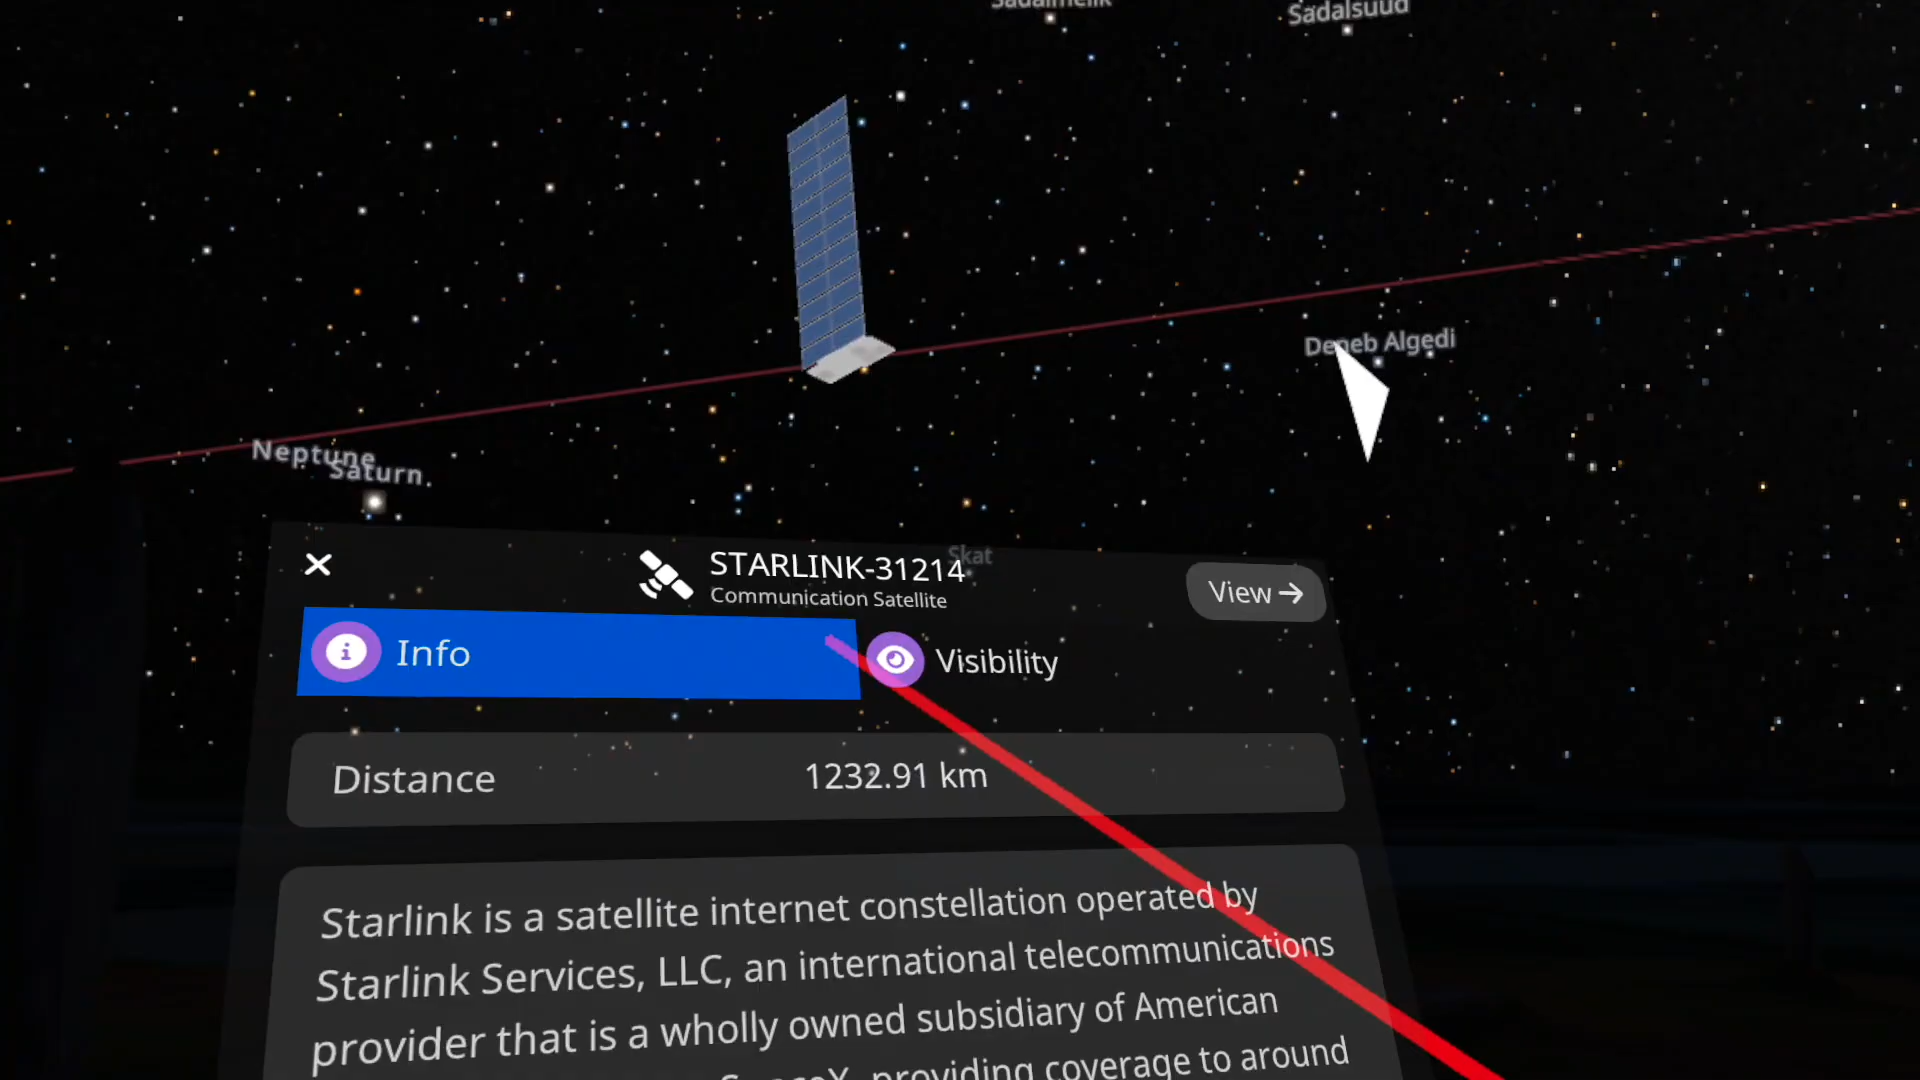 Sadalmelik
Sadalsuud
Deneb Algedi
Neptune
Saturn
Skat
STARLINK-31214
Communication Satellite
View
Info
Visibility
Distance
1232.91 km
Starlink is a satellite internet constellation operated by
Starlink Services, LLC, an international telecommunications
provider that is a wholly owned subsidiary of American
SpaceX, providing coverage to around